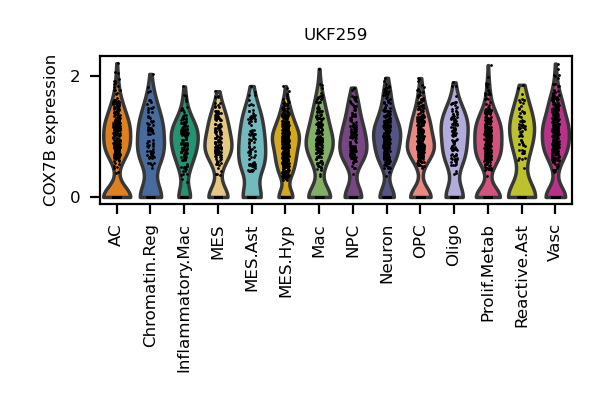 UKF259
COX7B expression
2
0
AC
Chromatin.Reg
Inflammatory.Mac
MES
MES.Ast
MES.Hyp
Mac
NPC
Neuron
OPC
Oligo
Prolif.Metab
Reactive.Ast
Vasc